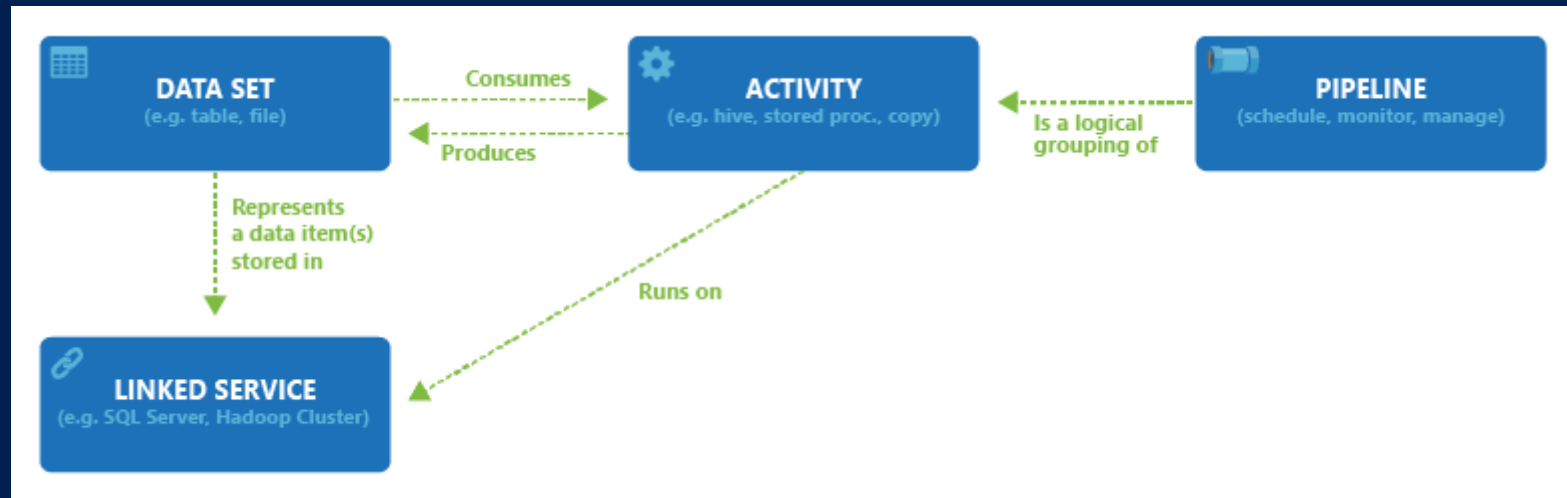 DATA SET
(e.g. table, file)
Consumes
Produces
ACTIVITY
(e.g. hive, stored proc., copy)
Is a logical
grouping of
PIPELINE
(schedule, monitor, manage)
Represents
a data item(s)
stored in
Runs on
LINKED SERVICE
(e.g. SQL Server, Hadoop Cluster)